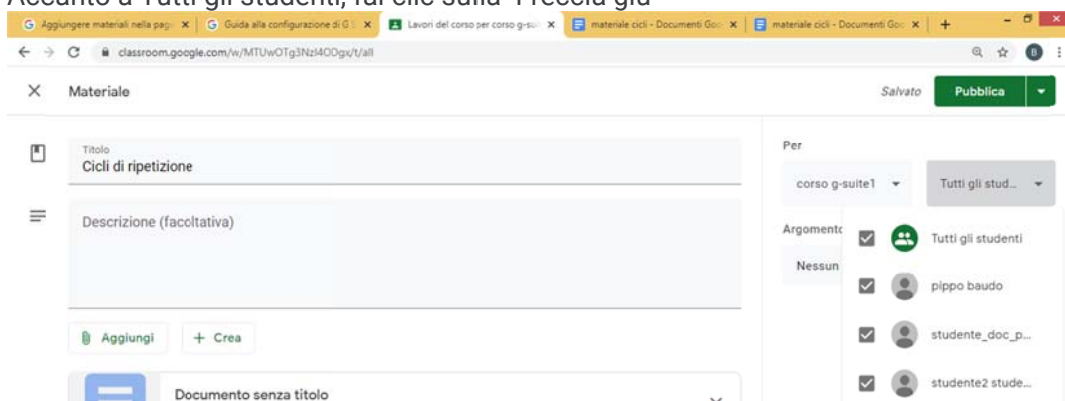 Accanto a Tutti gli studenti, fai clic sulla Freccia giù
Aggiungere materiali nella pag
Guida alla configurazione di G S
Lavori del corso per corso g-sui
materiale cicli - Documenti Goo
materiale cicli - Documenti Goo
classroom.google.com/w/MTUwOTg3NzI4ODgx/t/all
B
Materiale
Salvato
Pubblica
Titolo
Cicli di ripetizione
Per
corso g-suite1
Tutti gli stud...
Descrizione (facoltativa)
Argomento
Tutti gli studenti
Nessun
pippo baudo
Aggiungi
+ Crea
studente_doc_p...
studente2 stude...
Documento senza titolo